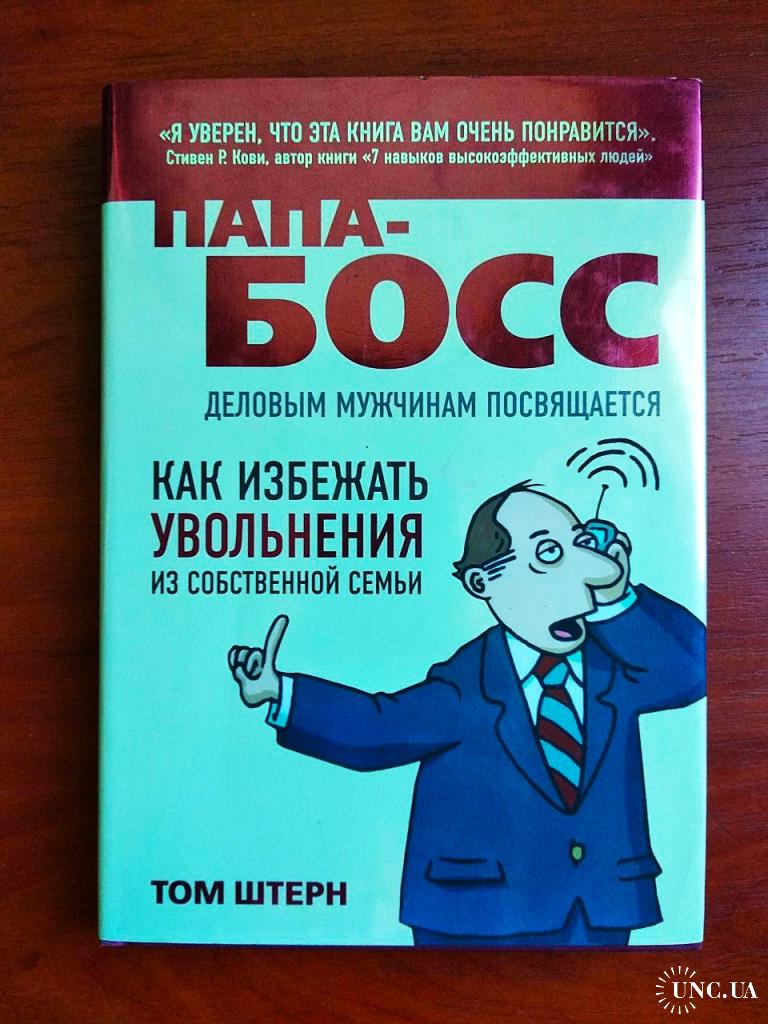 «Я УВЕРЕН, ЧТО ЭТА КНИГА ВАМ ОЧЕНЬ ПОНРАВИТСЯ».
Стивен Р. Кови, автор книги «7 навыков высокоэффективных людей»
ПАПА-
БОСС
ДЕЛОВЫМ МУЖЧИНАМ ПОСВЯЩАЕТСЯ
КАК ИЗБЕЖАТЬ
УВОЛЬНЕНИЯ
ИЗ СОБСТВЕННОЙ СЕМЬИ
ТОМ ШТЕРН
UNC.UA